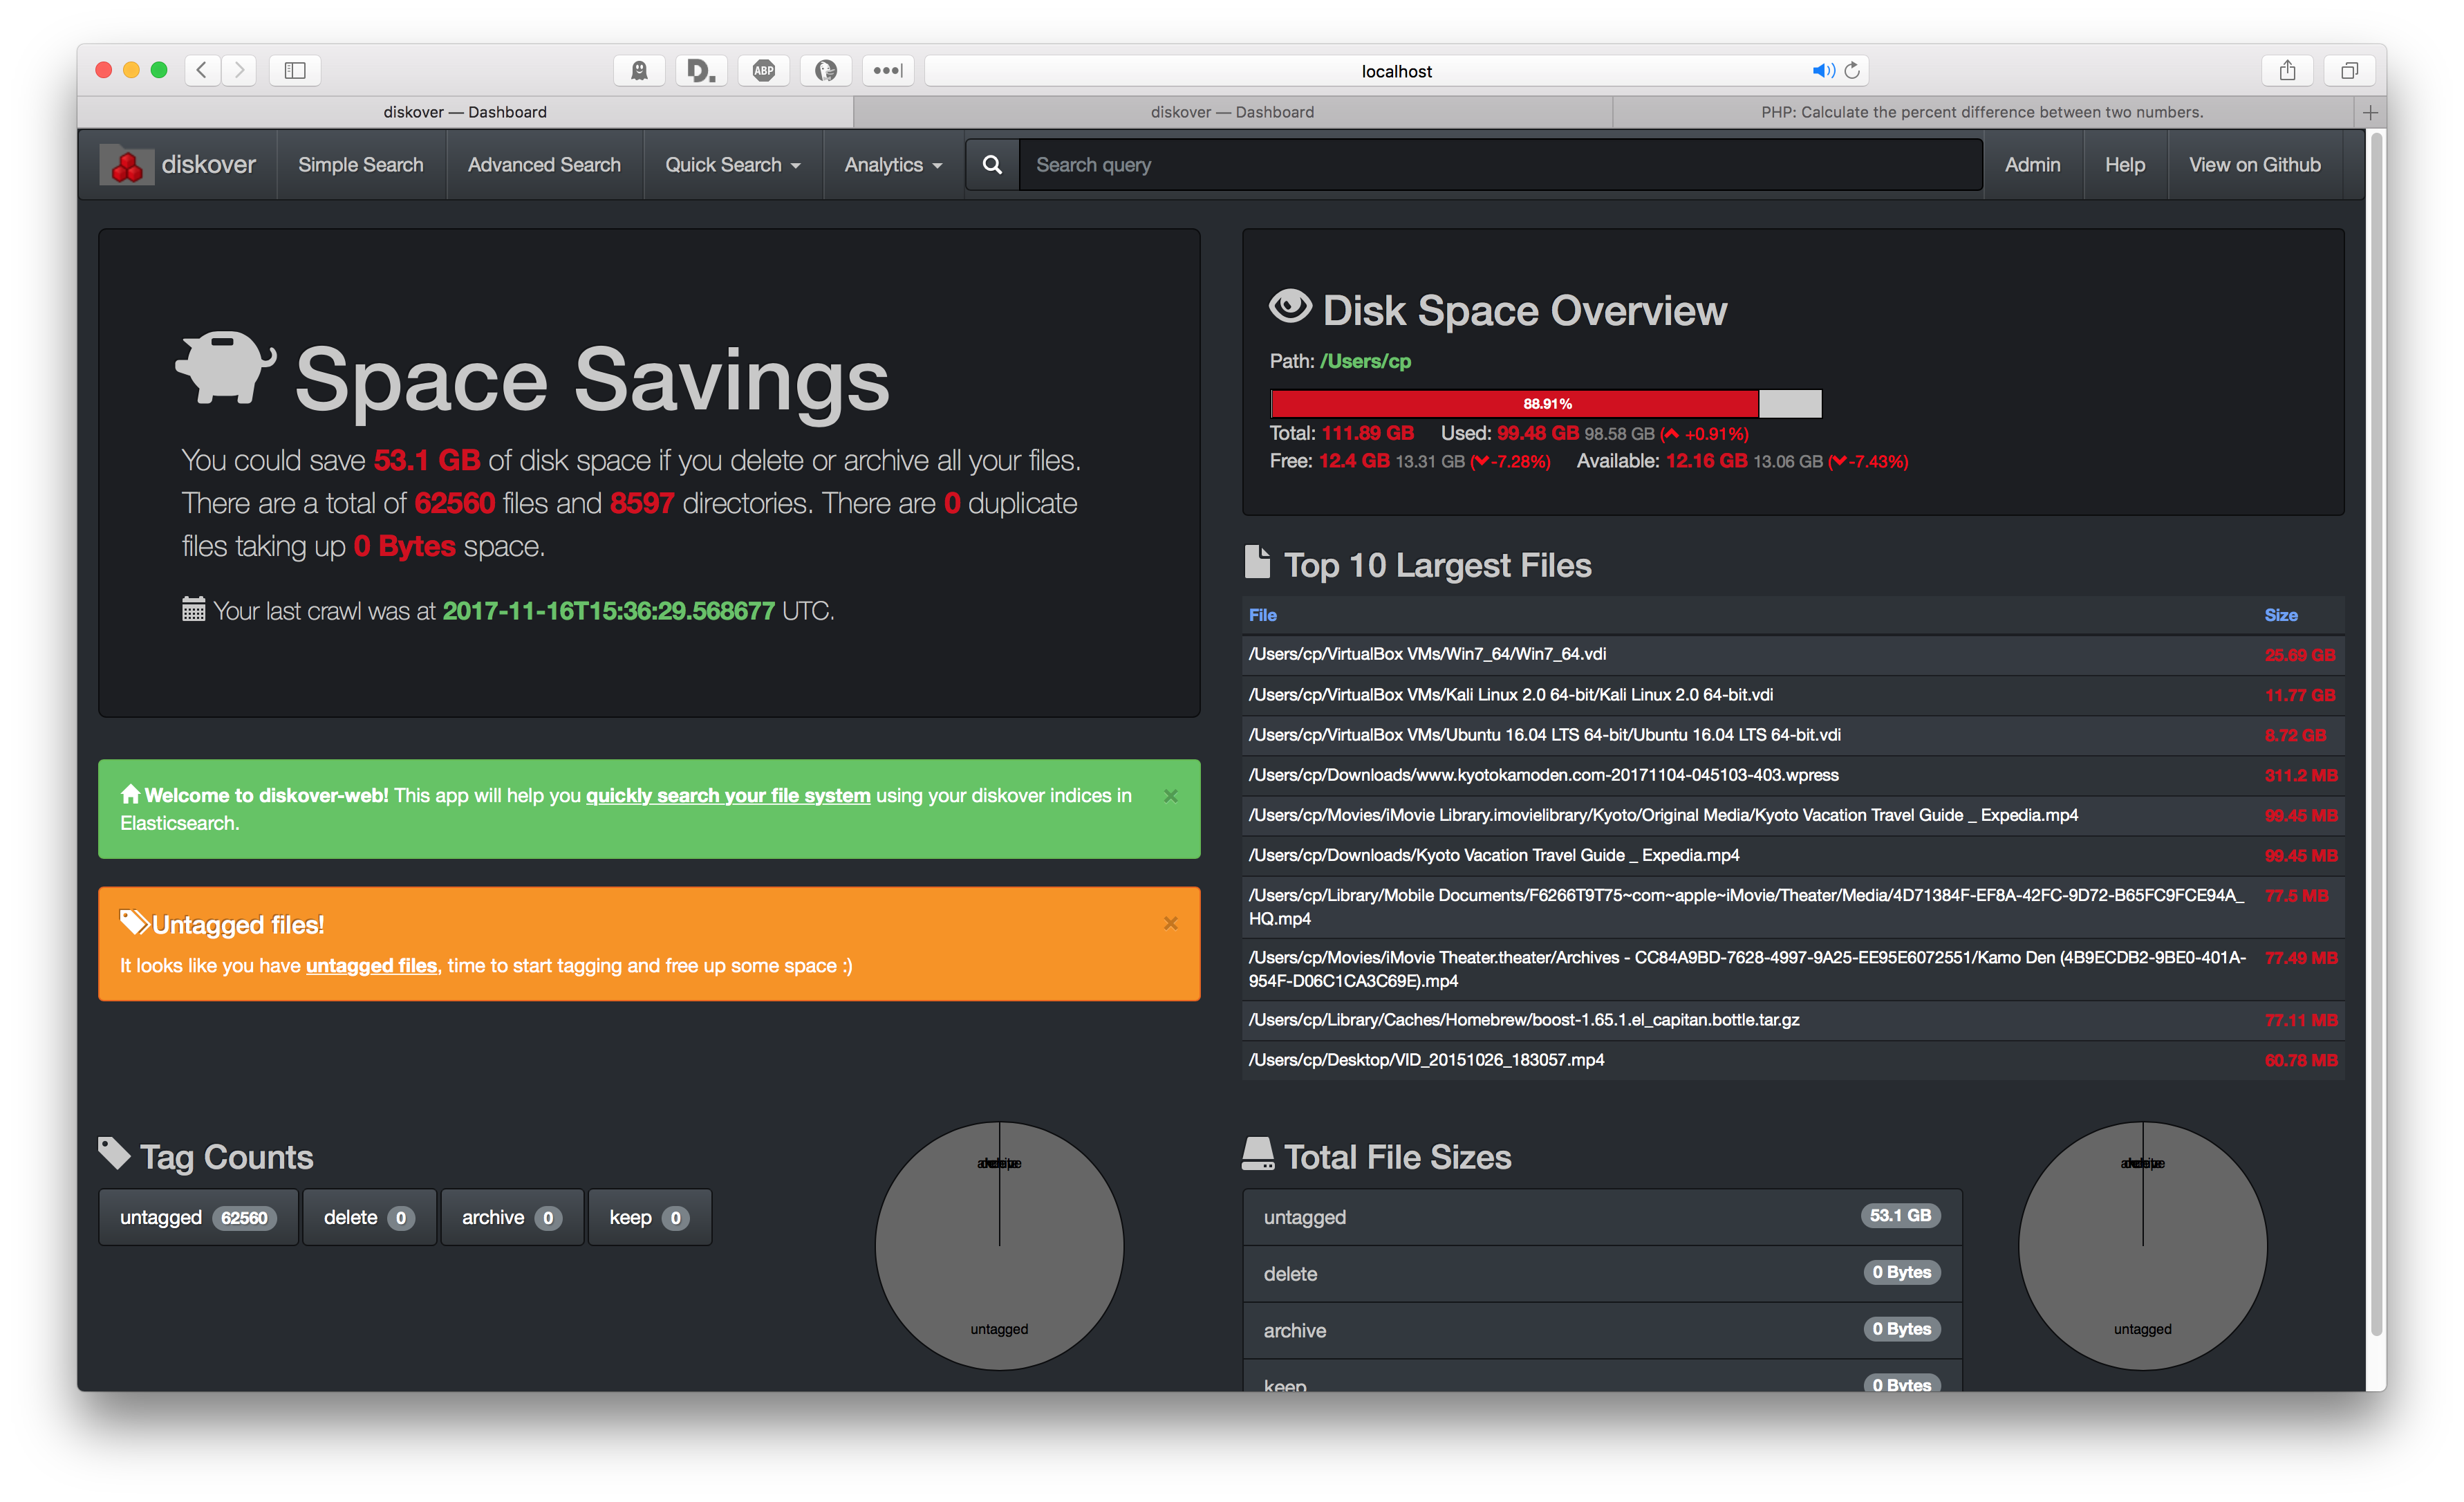 localhost
diskover — Dashboard
diskover — Dashboard
PHP: Calculate the percent difference between two numbers.
D.
ABP
diskover
Simple Search
Advanced Search
Quick Search
Analytics
Search query
Admin
Help
View on Github
Space Savings
You could save 53.1 GB of disk space if you delete or archive all your files.
There are a total of 62560 files and 8597 directories. There are 0 duplicate
files taking up 0 Bytes space.
Your last crawl was at 2017-11-16T15:36:29.568677 UTC.
Welcome to diskover-web! This app will help you quickly search your file system using your diskover indices in
Elasticsearch.
×
Untagged files!
×
It looks like you have untagged files, time to start tagging and free up some space :)
Disk Space Overview
Path: /Users/cp
88.91%
Total: 111.89 GB Used: 99.48 GB 98.58 GB ( +0.91%)
Free: 12.4 GB 13.31 GB ( -7.28%) Available: 12.16 GB 13.06 GB ( -7.43%)
Top 10 Largest Files
File Size
/Users/cp/VirtualBox VMs/Win7_64/Win7_64.vdi 25.69 GB
/Users/cp/VirtualBox VMs/Kali Linux 2.0 64-bit/Kali Linux 2.0 64-bit.vdi 11.77 GB
/Users/cp/VirtualBox VMs/Ubuntu 16.04 LTS 64-bit/Ubuntu 16.04 LTS 64-bit.vdi 8.72 GB
/Users/cp/Downloads/www.kyotokamoden.com-20171104-045103-403.wpress 311.2 MB
/Users/cp/Movies/iMovie Library.imovielibrary/Kyoto/Original Media/Kyoto Vacation Travel Guide _ Expedia.mp4 99.45 MB
/Users/cp/Downloads/Kyoto Vacation Travel Guide _ Expedia.mp4 99.45 MB
/Users/cp/Library/Mobile Documents/F6266T9T75~com~apple~iMovie/Theater/Media/4D71384F-EF8A-42FC-9D72-B65FC9FCE94A_ 77.5 MB
HQ.mp4
/Users/cp/Movies/iMovie Theater.theater/Archives - CC84A9BD-7628-4997-9A25-EE95E6072551/Kamo Den (4B9ECDB2-9BE0-401A- 77.49 MB
954F-D06C1CA3C69E).mp4
/Users/cp/Library/Caches/Homebrew/boost-1.65.1.el_capitan.bottle.tar.gz 77.11 MB
/Users/cp/Desktop/VID_20151026_183057.mp4 60.78 MB
Tag Counts
untagged 62560
delete 0
archive 0
keep 0
untagged
Total File Sizes
untagged 53.1 GB
delete 0 Bytes
archive 0 Bytes
keep 0 Bytes
untagged